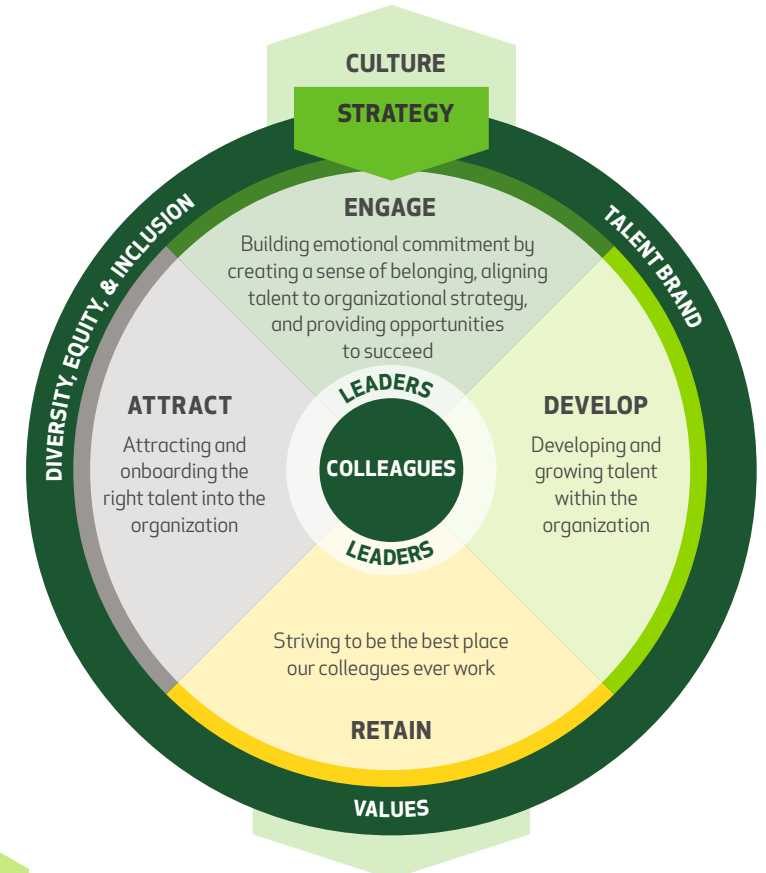 CULTURE
STRATEGY
DIVERSITY, EQUITY, & INCLUSION
TALENT BRAND
ENGAGE
Building emotional commitment by
creating a sense of belonging, aligning
talent to organizational strategy,
and providing opportunities
to succeed
ATTRACT
Attracting and
onboarding the
right talent into the
organization
LEADERS
COLLEAGUES
LEADERS
DEVELOP
Developing and
growing talent
within the
organization
Striving to be the best place
our colleagues ever work
RETAIN
VALUES